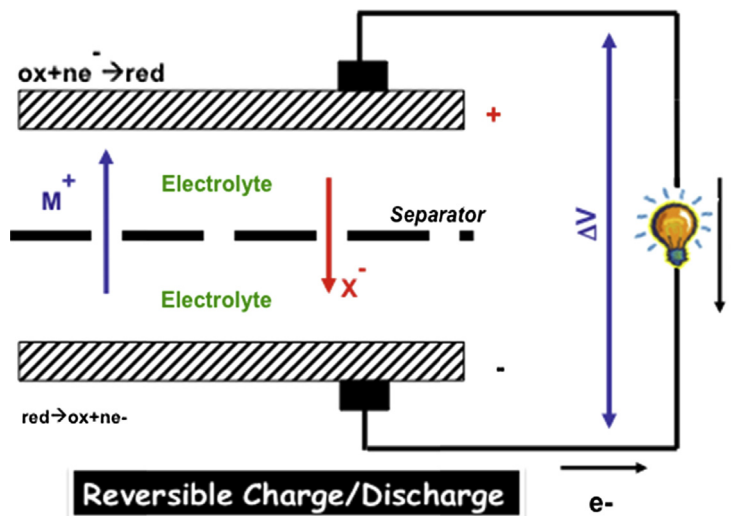 ox+ne⁻→red
+
M⁺
Electrolyte
Separator
ΔV
Electrolyte
X⁻
-
red→ox+ne-
Reversible Charge/Discharge
e-